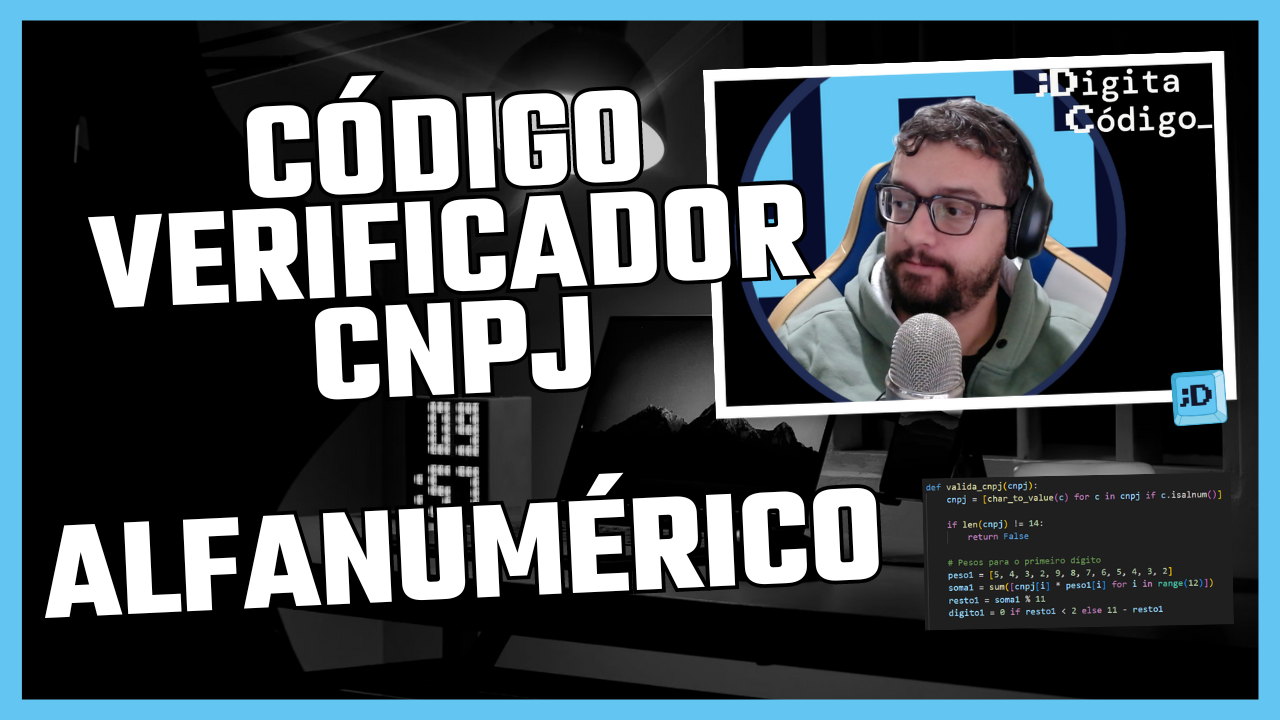 CÓDIGO
VERIFICADOR
CNPJ
ALFANUMÉRICO
;Digita
Código_
;D
def valida_cnpj(cnpj):
    cnpj = [char_to_value(c) for c in cnpj if c.isalnum()]
    if len(cnpj) != 14:
        return False
    # Pesos para o primeiro dígito
    peso1 = [5, 4, 3, 2, 9, 8, 7, 6, 5, 4, 3, 2]
    soma1 = sum([cnpj[i] * peso1[i] for i in range(12)])
    resto1 = soma1 % 11
    digito1 = 0 if resto1 < 2 else 11 - resto1